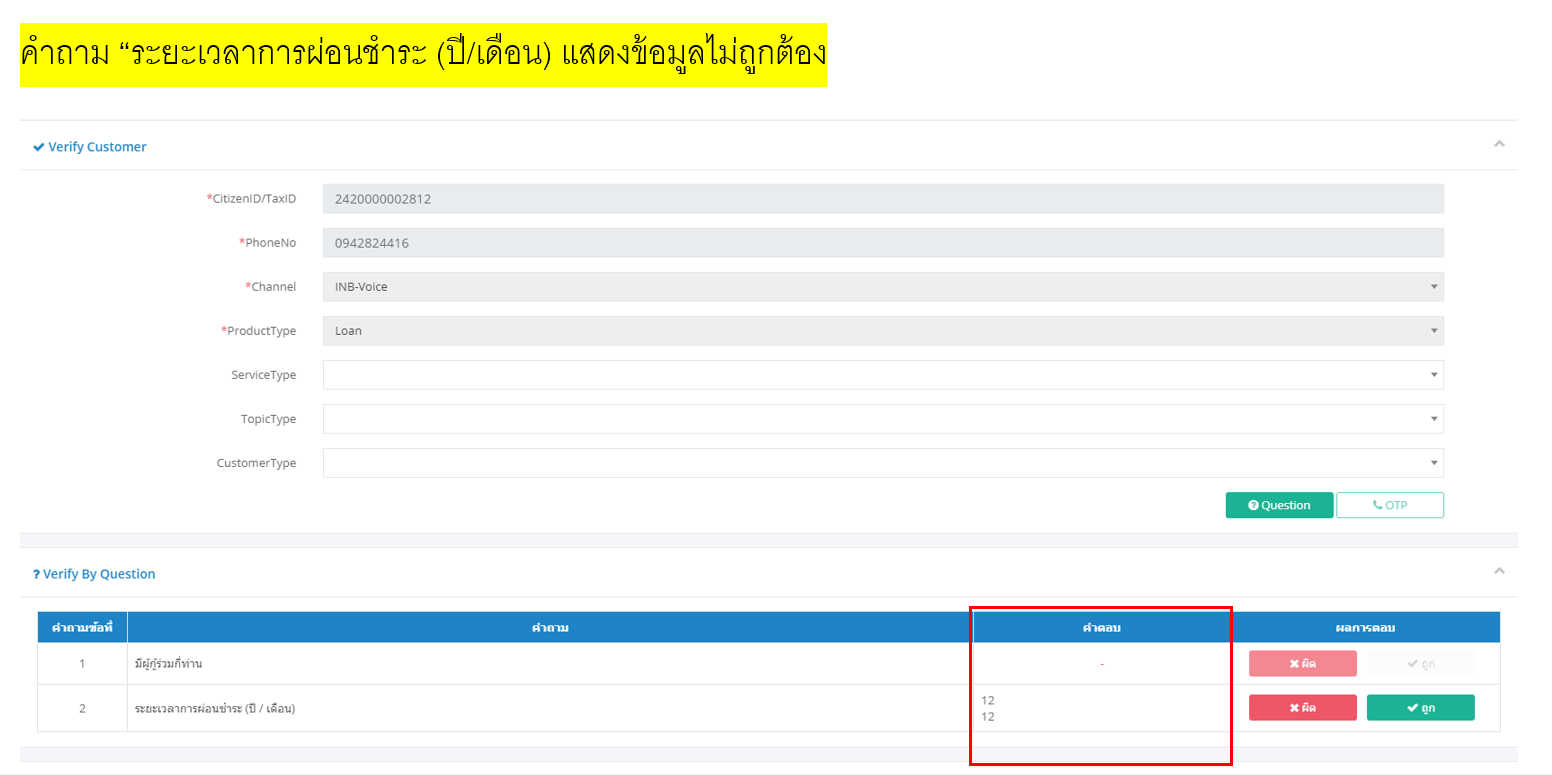 คำถาม “ระยะเวลาการผ่อนชำระ (ปี/เดือน) แสดงข้อมูลไม่ถูกต้อง
Verify Customer
*CitizenID/TaxID 2420000002812
*PhoneNo 0942824416
*Channel INB-Voice
*ProductType Loan
ServiceType
TopicType
CustomerType
Question OTP
? Verify By Question
คำถามข้อที่ คำถาม คำตอบ ผลการตอบ
1 มีผู้กู้ร่วมกี่ท่าน - ผิด ถูก
2 ระยะเวลาการผ่อนชำระ (ปี / เดือน) 12 ผิด ถูก
12